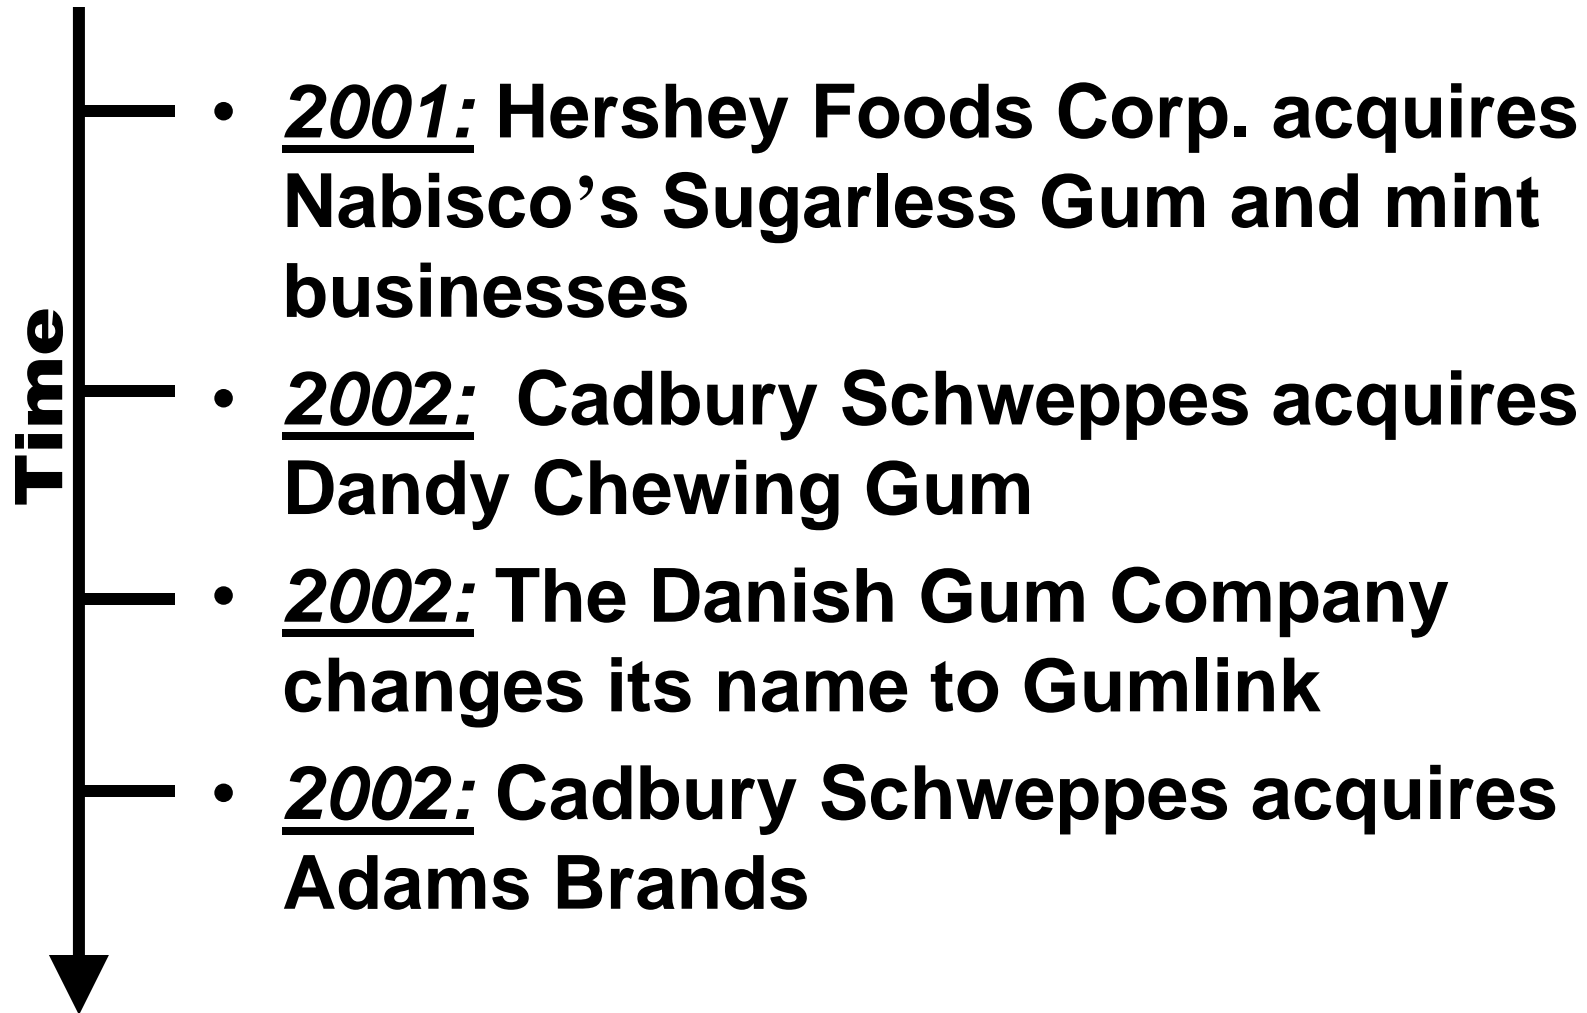 Time
• 2001: Hershey Foods Corp. acquires
Nabisco’s Sugarless Gum and mint
businesses
• 2002: Cadbury Schweppes acquires
Dandy Chewing Gum
• 2002: The Danish Gum Company
changes its name to Gumlink
• 2002: Cadbury Schweppes acquires
Adams Brands